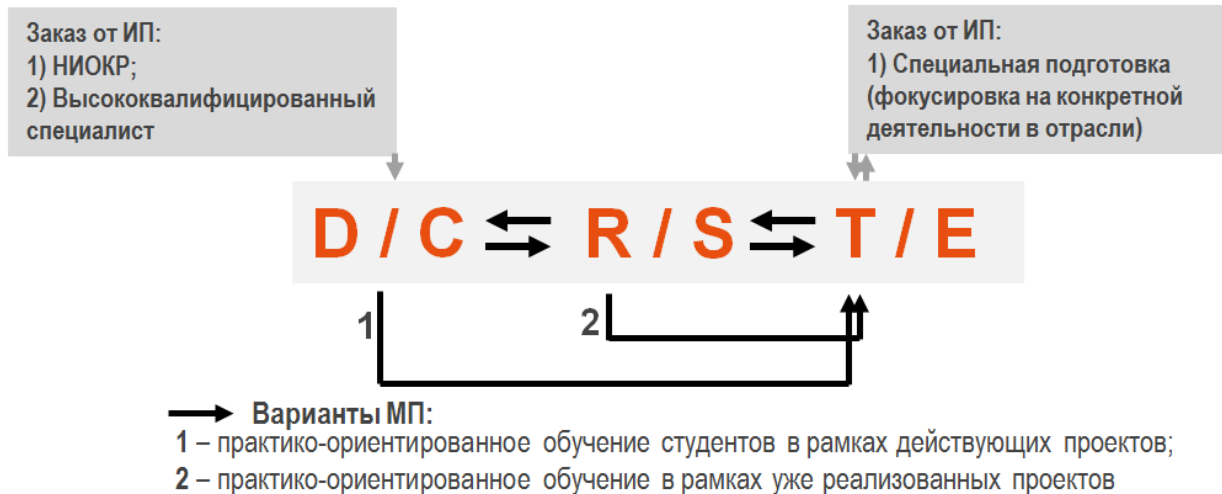 Заказ от ИП:
1) НИОКР;
2) Высококвалифицированный
специалист
Заказ от ИП:
1) Специальная подготовка
(фокусировка на конкретной
деятельности в отрасли)
D / C R / S T / E
1 2
Варианты МП:
1 – практико-ориентированное обучение студентов в рамках действующих проектов;
2 – практико-ориентированное обучение в рамках уже реализованных проектов